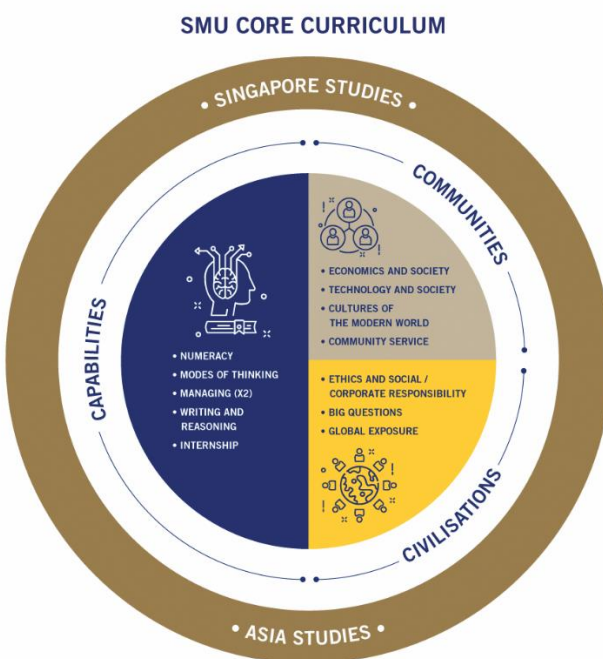 SMU CORE CURRICULUM
• SINGAPORE STUDIES •
COMMUNITIES
• ECONOMICS AND SOCIETY
• TECHNOLOGY AND SOCIETY
• CULTURES OF
THE MODERN WORLD
• COMMUNITY SERVICE
CAPABILITIES
• NUMERACY
• MODES OF THINKING
• MANAGING (X2)
• WRITING AND
REASONING
• INTERNSHIP
• ETHICS AND SOCIAL /
CORPORATE RESPONSIBILITY
• BIG QUESTIONS
• GLOBAL EXPOSURE
CIVILISATIONS
• ASIA STUDIES •